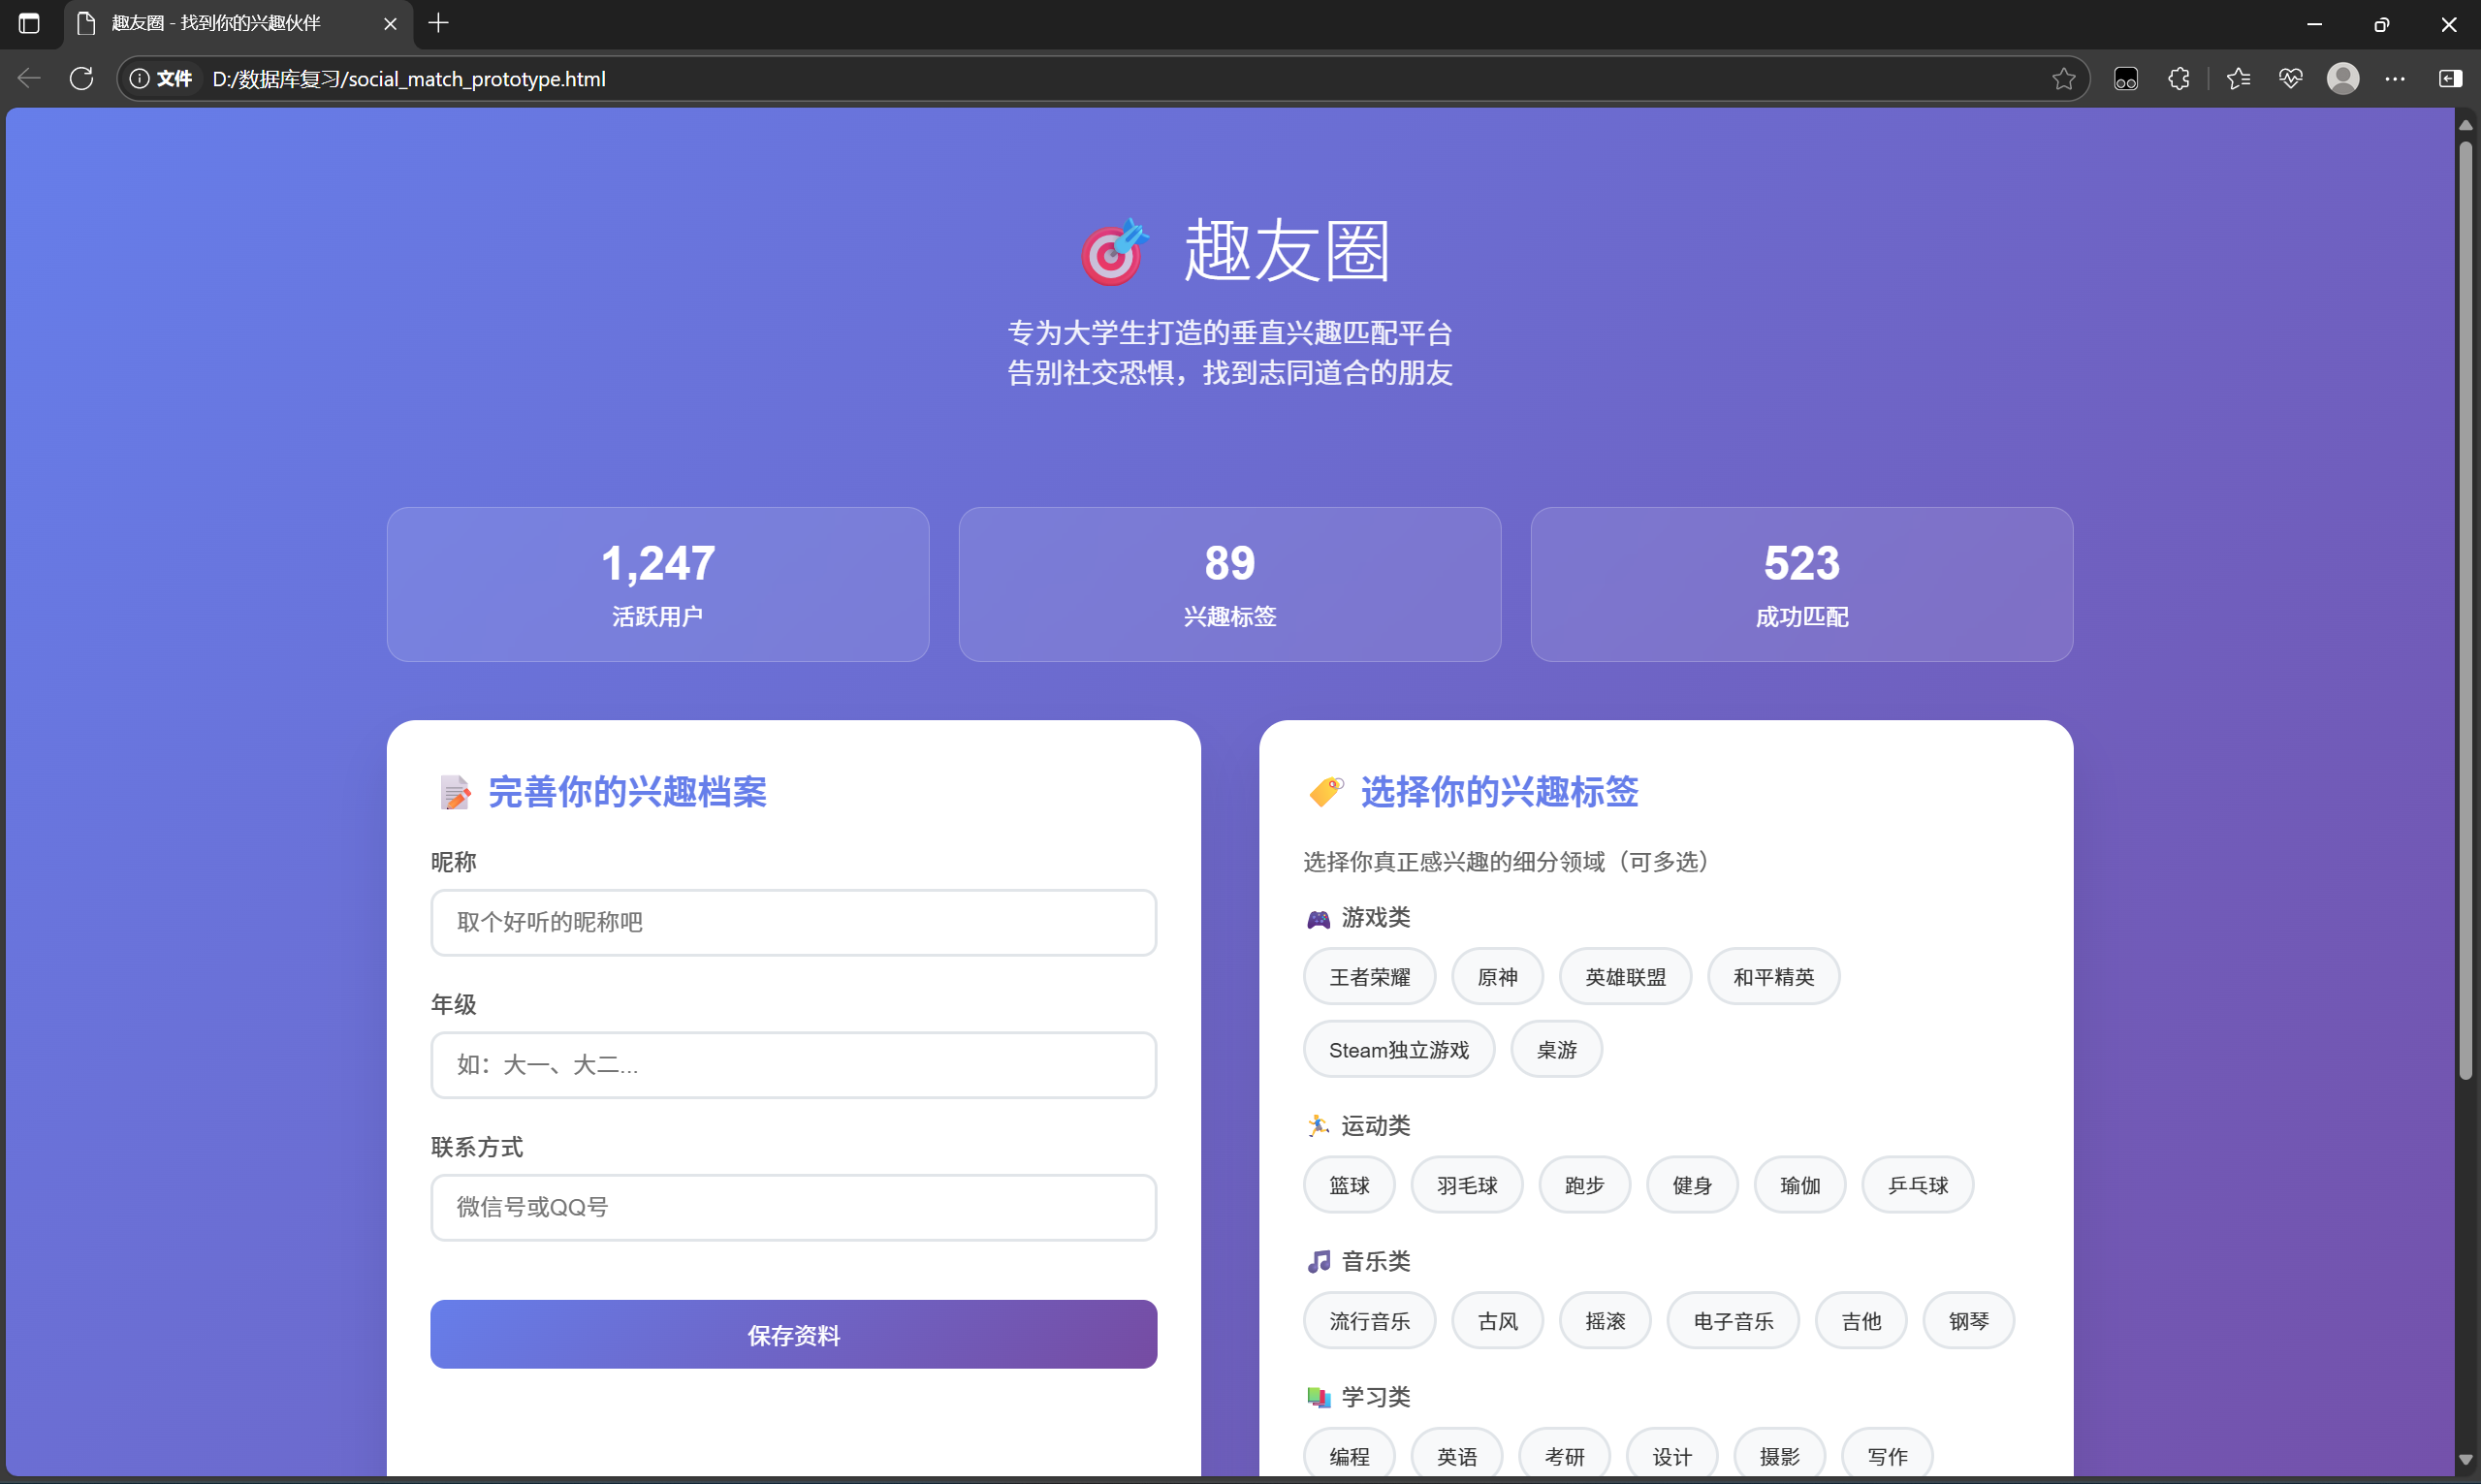 趣友圈 - 找到你的兴趣伙伴
文件 D:/数据库复习/social_match_prototype.html
趣友圈
专为大学生打造的垂直兴趣匹配平台
告别社交恐惧，找到志同道合的朋友
1,247
活跃用户
89
兴趣标签
523
成功匹配
完善你的兴趣档案
昵称
取个好听的昵称吧
年级
如：大一、大二...
联系方式
微信号或QQ号
保存资料
选择你的兴趣标签
选择你真正感兴趣的细分领域（可多选）
游戏类
王者荣耀 原神 英雄联盟 和平精英
Steam独立游戏 桌游
运动类
篮球 羽毛球 跑步 健身 瑜伽 乒乓球
音乐类
流行音乐 古风 摇滚 电子音乐 吉他 钢琴
学习类
编程 英语 考研 设计 摄影 写作